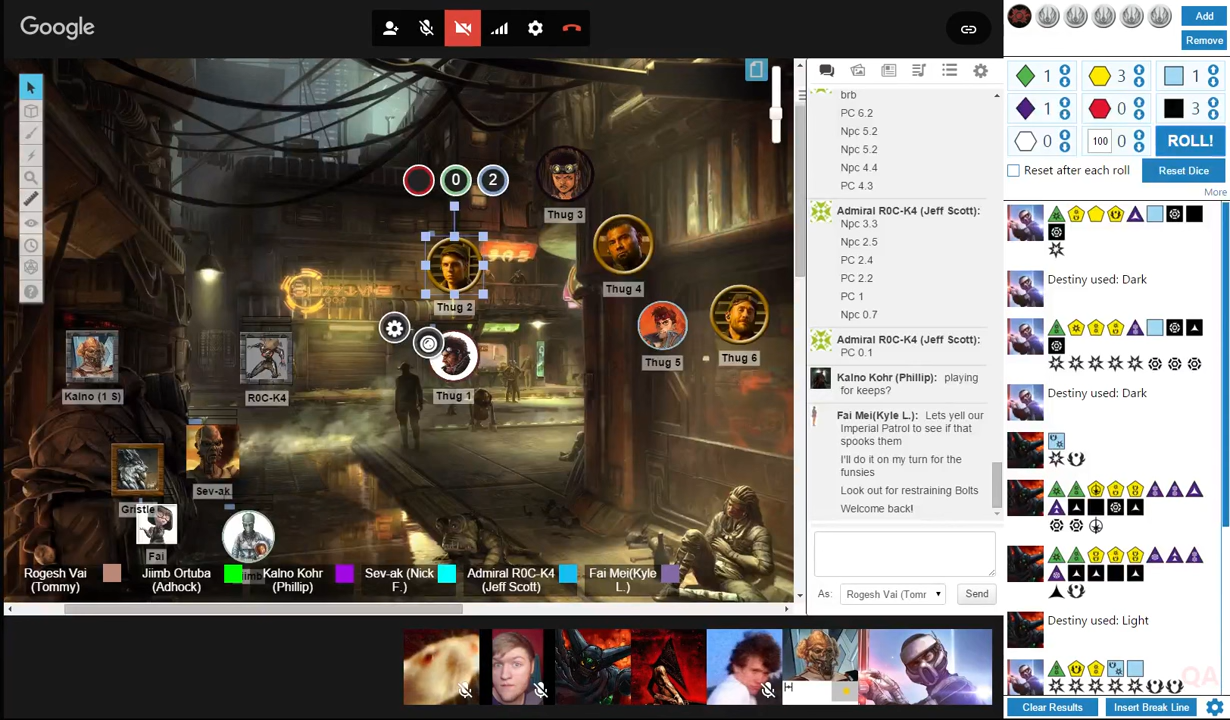 Google
Add
Remove
1
3
1
1
0
3
0
100
0
ROLL!
Reset after each roll
Reset Dice
More
brb
PC 6.2
Npc 5.2
Npc 5.2
Npc 4.4
PC 4.3
Admiral R0C-K4 (Jeff Scott):
Npc 3.3
Npc 2.5
PC 2.4
PC 2.2
PC 1
Npc 0.7
Admiral R0C-K4 (Jeff Scott):
PC 0.1
Kalno Kohr (Phillip): playing
for keeps?
Fai Mei(Kyle L.): Lets yell our
Imperial Patrol to see if that
spooks them
I'll do it on my turn for the
funsies
Look out for restraining Bolts
Welcome back!
As:
Send
0
2
Thug 3
Thug 2
Thug 4
Thug 5
Thug 6
Thug 1
Kalno (1 S)
R0C-K4
Sev-ak
Gristle
Fai
Rogesh Vai
(Tommy)
Jiimb Ortuba
(Adhock)
Kalno Kohr
(Phillip)
Sev-ak (Nick
F.)
Admiral R0C-K4
(Jeff Scott)
Fai Mei(Kyle
L.)
Destiny used: Dark
Destiny used: Dark
Destiny used: Light
QA
Clear Results
Insert Break Line